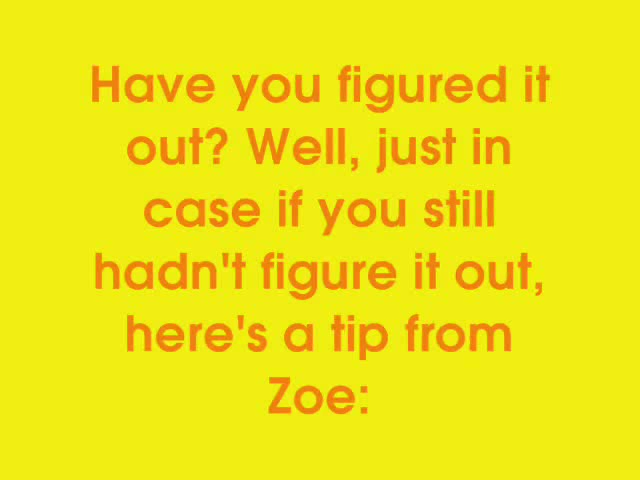 Have you figured it
out? Well, just in
case if you still
hadn't figure it out,
here's a tip from
Zoe: